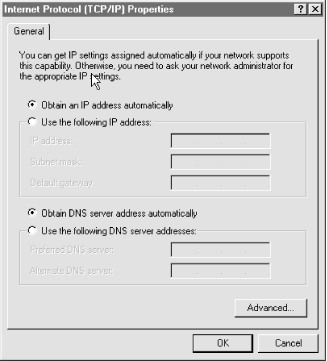 Internet Protocol (TCP/IP) Properties
General
You can get IP settings assigned automatically if your network supports
this capability. Otherwise, you need to ask your network administrator for
the appropriate IP settings.
Obtain an IP address automatically
Use the following IP address:
IP address:
Subnet mask:
Default gateway:
Obtain DNS server address automatically
Use the following DNS server addresses:
Preferred DNS server:
Alternate DNS server:
Advanced...
OK
Cancel